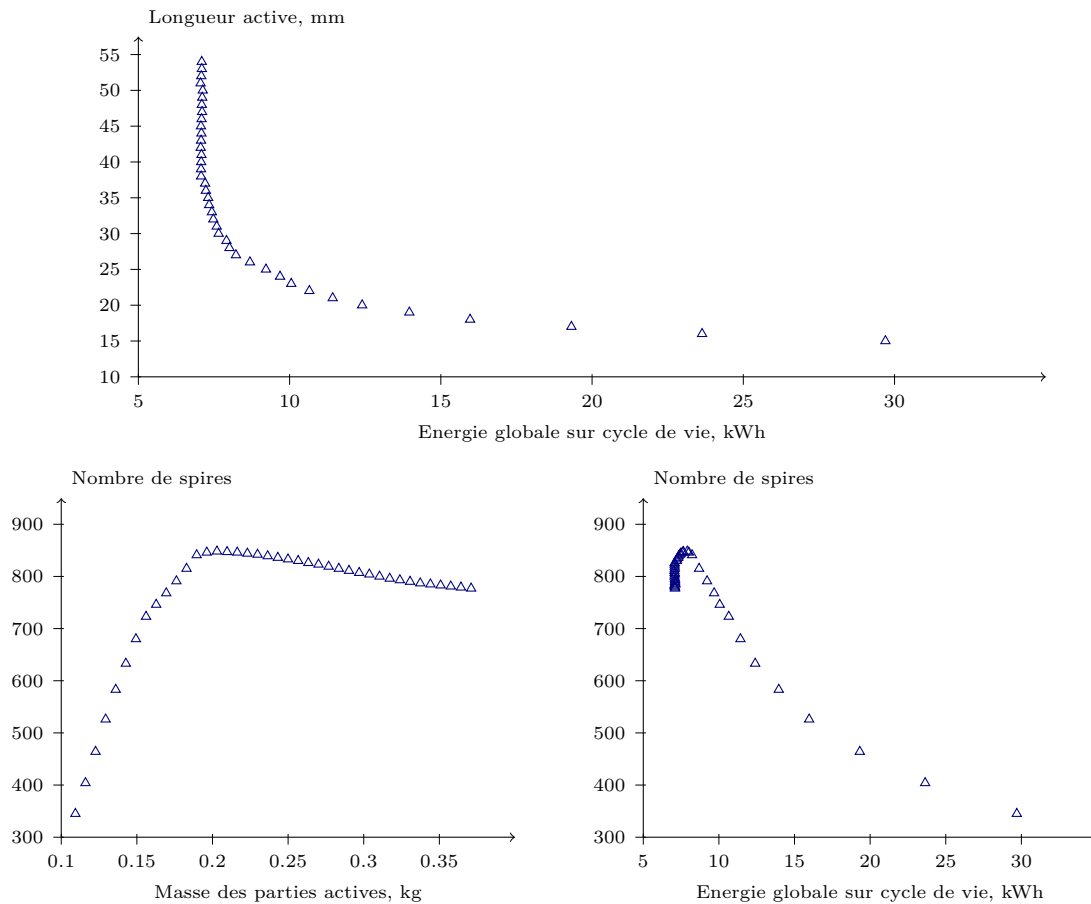 Longueur active, mm
55
50
45
40
35
30
25
20
15
10
5 10 15 20 25 30
Energie globale sur cycle de vie, kWh
Nombre de spires
900
800
700
600
500
400
300
0.1 0.15 0.2 0.25 0.3 0.35
Masse des parties actives, kg
Nombre de spires
900
800
700
600
500
400
300
5 10 15 20 25 30
Energie globale sur cycle de vie, kWh